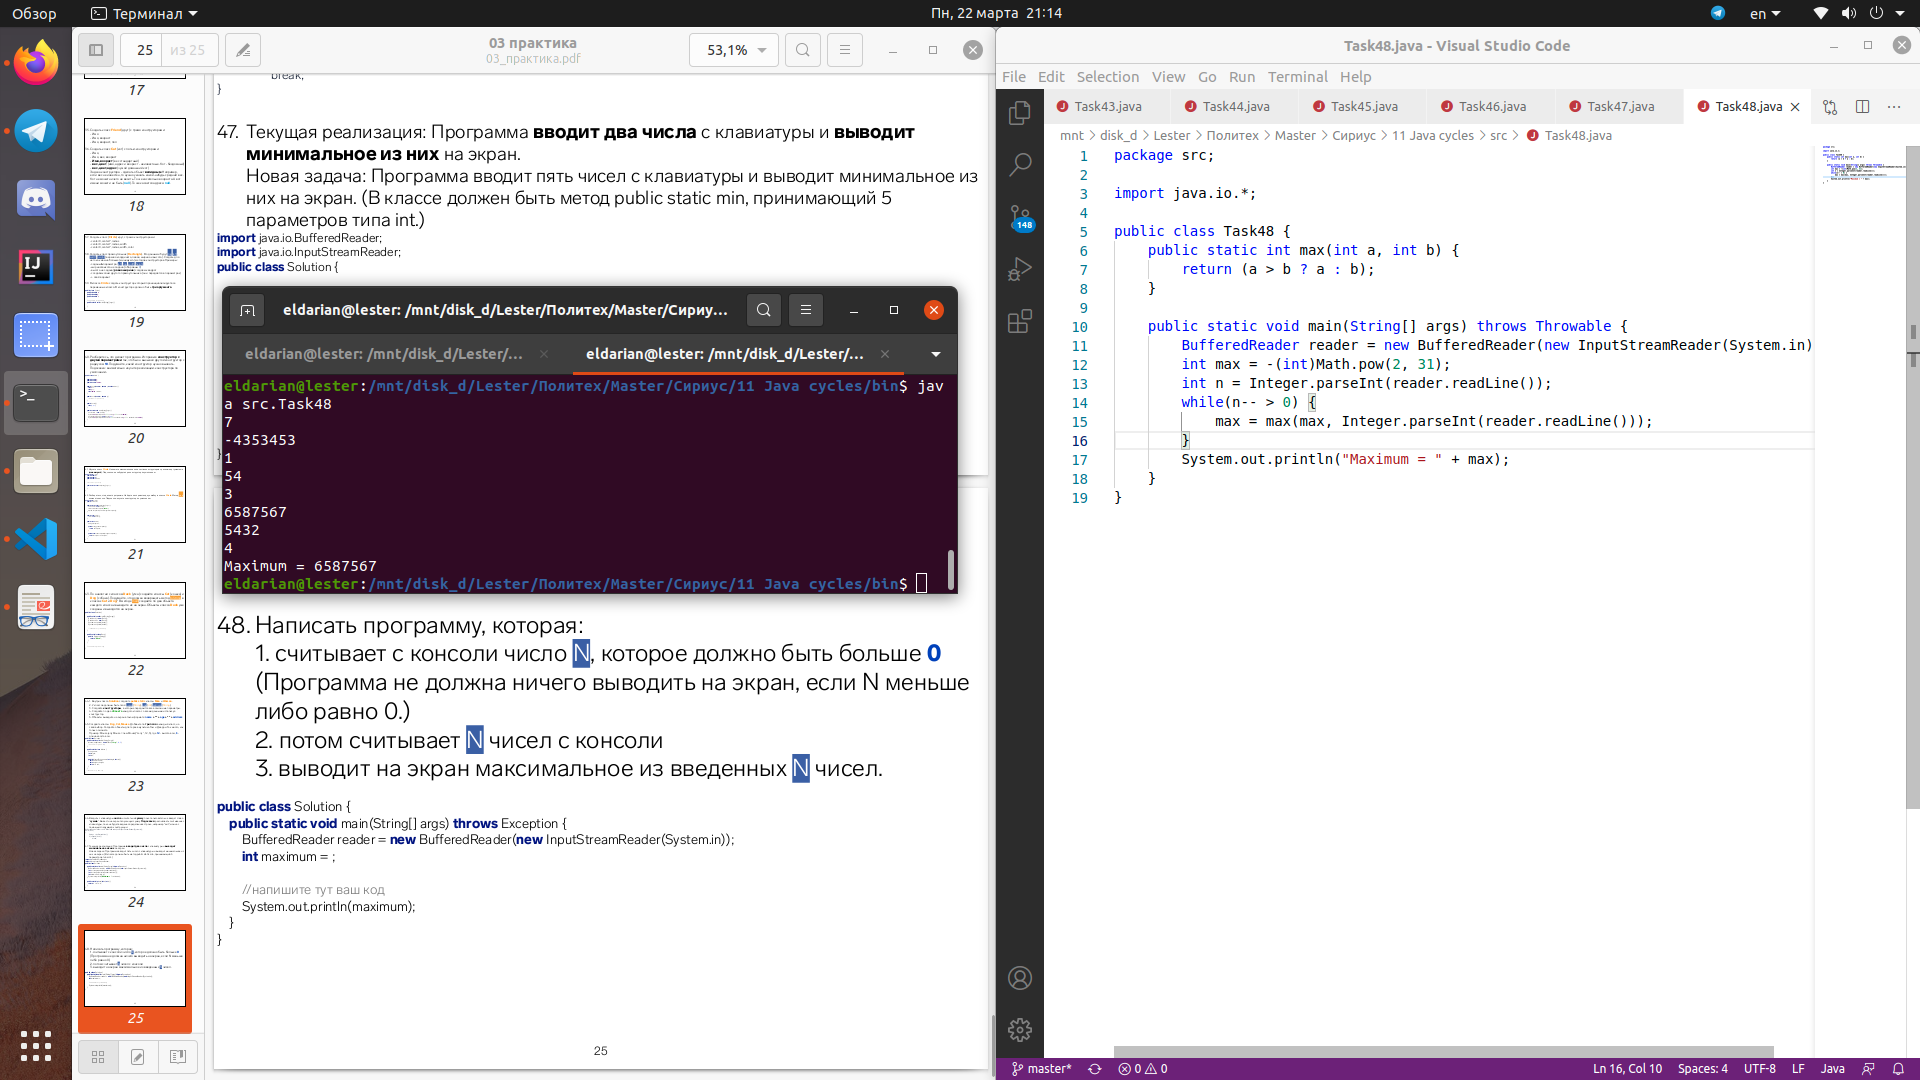 Обзор
Терминал
Пн, 22 марта 21:14
en
25
из 25
03 практика
03_практика.pdf
53,1%
17
18
19
20
21
22
23
24
25
break;
}
47. Текущая реализация: Программа вводит два числа с клавиатуры и выводит
минимальное из них на экран.
Новая задача: Программа вводит пять чисел с клавиатуры и выводит минимальное из
них на экран. (В классе должен быть метод public static min, принимающий 5
параметров типа int.)
import java.io.BufferedReader;
import java.io.InputStreamReader;
public class Solution {
}
eldarian@lester: /mnt/disk_d/Lester/Политех/Master/Сириу...
eldarian@lester: /mnt/disk_d/Lester/...
eldarian@lester: /mnt/disk_d/Lester/...
eldarian@lester:/mnt/disk_d/Lester/Политех/Master/Сириус/11 Java cycles/bin$ jav
a src.Task48
7
-4353453
1
54
3
6587567
5432
4
Maximum = 6587567
eldarian@lester:/mnt/disk_d/Lester/Политех/Master/Сириус/11 Java cycles/bin$
48. Написать программу, которая:
1. считывает с консоли число N, которое должно быть больше 0
(Программа не должна ничего выводить на экран, если N меньше
либо равно 0.)
2. потом считывает N чисел с консоли
3. выводит на экран максимальное из введенных N чисел.
public class Solution {
public static void main(String[] args) throws Exception {
BufferedReader reader = new BufferedReader(new InputStreamReader(System.in));
int maximum = ;
//напишите тут ваш код
System.out.println(maximum);
}
}
25
Task48.java - Visual Studio Code
File Edit Selection View Go Run Terminal Help
Task43.java
Task44.java
Task45.java
Task46.java
Task47.java
Task48.java
mnt > disk_d > Lester > Политех > Master > Сириус > 11 Java cycles > src > Task48.java
148
1 package src;
2
3 import java.io.*;
4
5 public class Task48 {
6 public static int max(int a, int b) {
7 return (a > b ? a : b);
8 }
9
10 public static void main(String[] args) throws Throwable {
11 BufferedReader reader = new BufferedReader(new InputStreamReader(System.in)
12 int max = -(int)Math.pow(2, 31);
13 int n = Integer.parseInt(reader.readLine());
14 while(n-- > 0) {
15 max = max(max, Integer.parseInt(reader.readLine()));
16 }
17 System.out.println("Maximum = " + max);
18 }
19 }
master*
0
0
Ln 16, Col 10
Spaces: 4
UTF-8
LF
Java